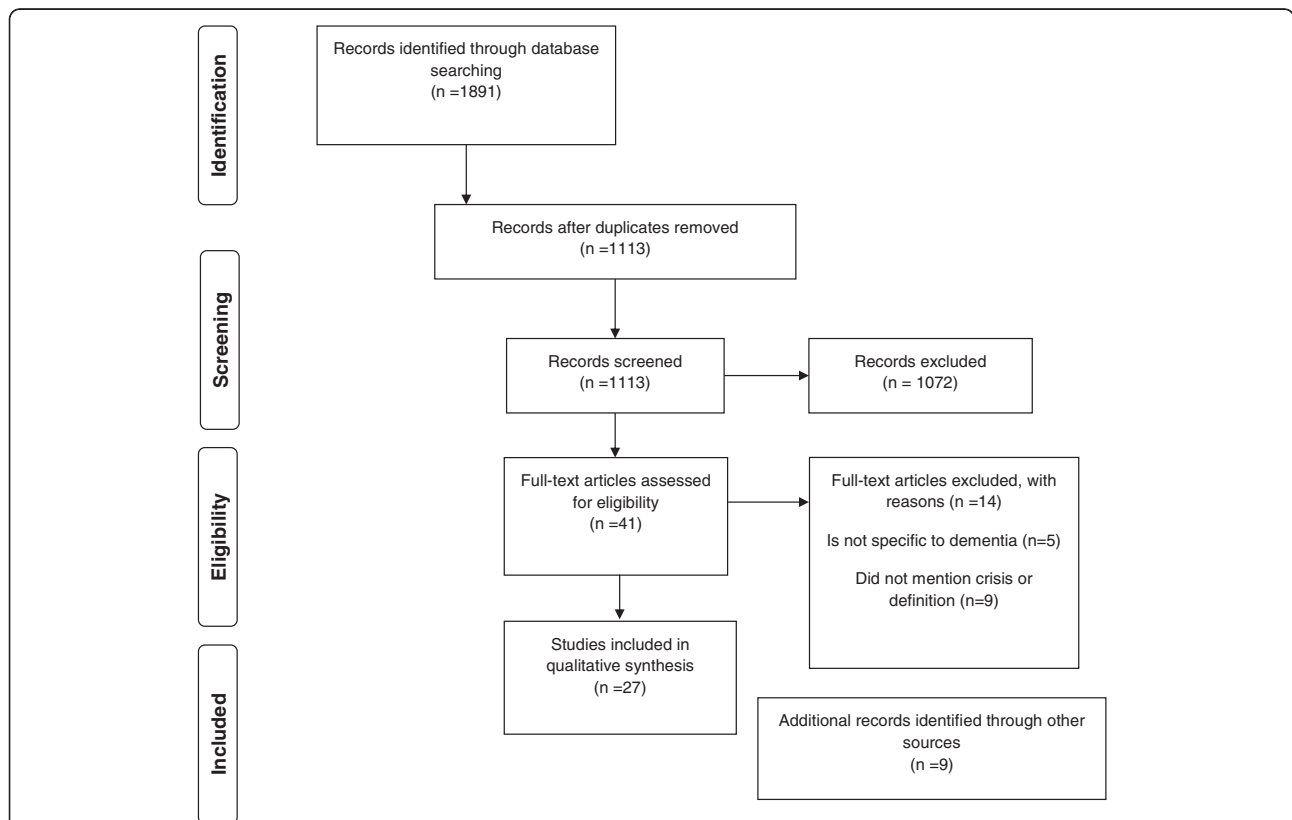 Identification
Records identified through database
searching
(n =1891)
Records after duplicates removed
(n =1113)
Screening
Records screened
(n =1113)
Records excluded
(n = 1072)
Eligibility
Full-text articles assessed
for eligibility
(n =41)
Full-text articles excluded, with
reasons (n =14)
Is not specific to dementia (n=5)
Did not mention crisis or
definition (n=9)
Included
Studies included in
qualitative synthesis
(n =27)
Additional records identified through other
sources
(n =9)